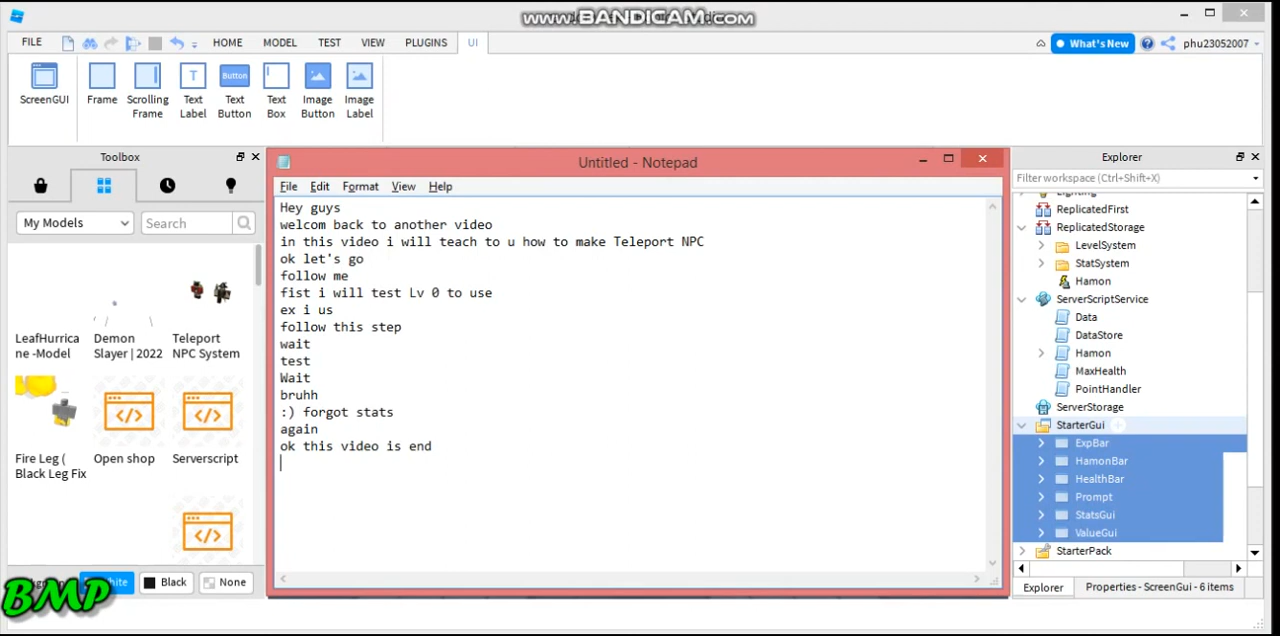 www.BANDICAM.com
FILE HOME MODEL TEST VIEW PLUGINS UI What's New phu23052007
ScreenGUI Frame Scrolling Frame Text Label Text Button Button Text Box Image Button Image Label
Toolbox
My Models Search
LeafHurrica ne -Model
Demon Slayer | 2022
Teleport NPC System
Fire Leg ( Black Leg Fix
Open shop
Serverscript
White Black None
BMP
Untitled - Notepad
File Edit Format View Help
Hey guys
welcom back to another video
in this video i will teach to u how to make Teleport NPC
ok let's go
follow me
fist i will test Lv 0 to use
ex i us
follow this step
wait
test
Wait
bruhh
:) forgot stats
again
ok this video is end
Explorer
Filter workspace (Ctrl+Shift+X)
Lighting
ReplicatedFirst
ReplicatedStorage
LevelSystem
StatSystem
Hamon
ServerScriptService
Data
DataStore
Hamon
MaxHealth
PointHandler
ServerStorage
StarterGui
ExpBar
HamonBar
HealthBar
Prompt
StatsGui
ValueGui
StarterPack
Explorer Properties - ScreenGui - 6 items